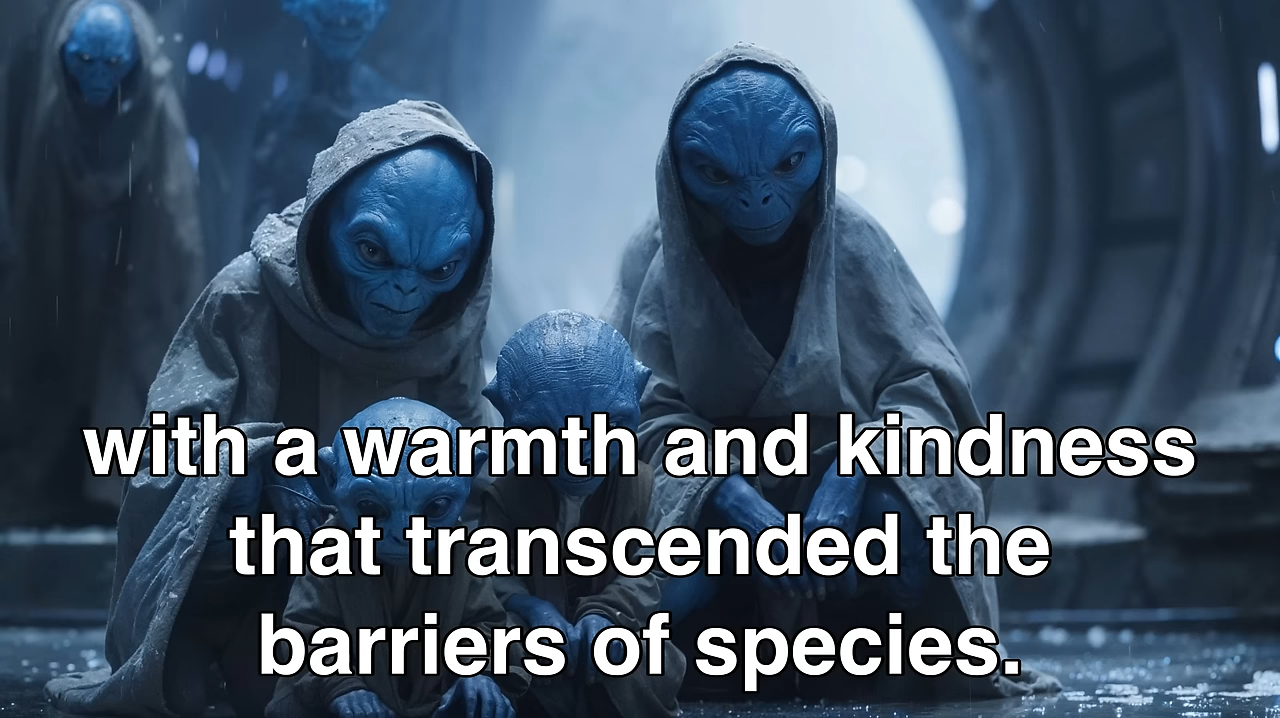 with a warmth and kindness
that transcended the
barriers of species.